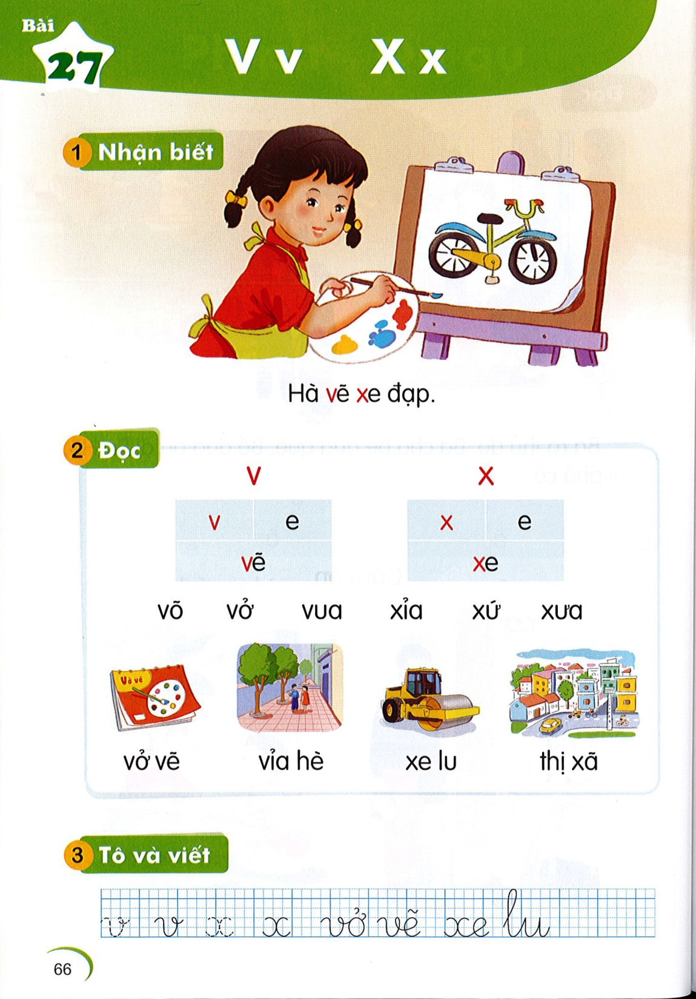 Bài
27
V v X x
1 Nhận biết
Hà vẽ xe đạp.
2 Đọc
v x
v e x e
vẽ xe
võ vở vua xỉa xứ xưa
Vở vẽ
vở vẽ vỉa hè xe lu thị xã
3 Tô và viết
v v x x vở vẽ xe lu
66